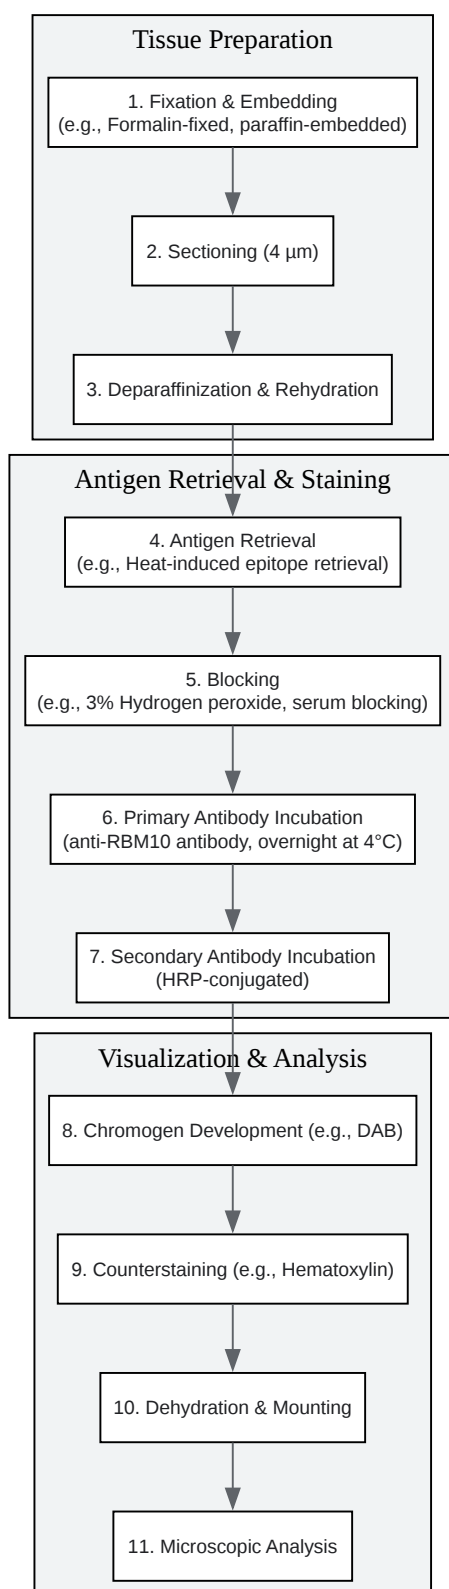 Tissue Preparation
1. Fixation & Embedding
(e.g., Formalin-fixed, paraffin-embedded)
2. Sectioning (4 µm)
3. Deparaffinization & Rehydration
Antigen Retrieval & Staining
4. Antigen Retrieval
(e.g., Heat-induced epitope retrieval)
5. Blocking
(e.g., 3% Hydrogen peroxide, serum blocking)
6. Primary Antibody Incubation
(anti-RBM10 antibody, overnight at 4°C)
7. Secondary Antibody Incubation
(HRP-conjugated)
Visualization & Analysis
8. Chromogen Development (e.g., DAB)
9. Counterstaining (e.g., Hematoxylin)
10. Dehydration & Mounting
11. Microscopic Analysis